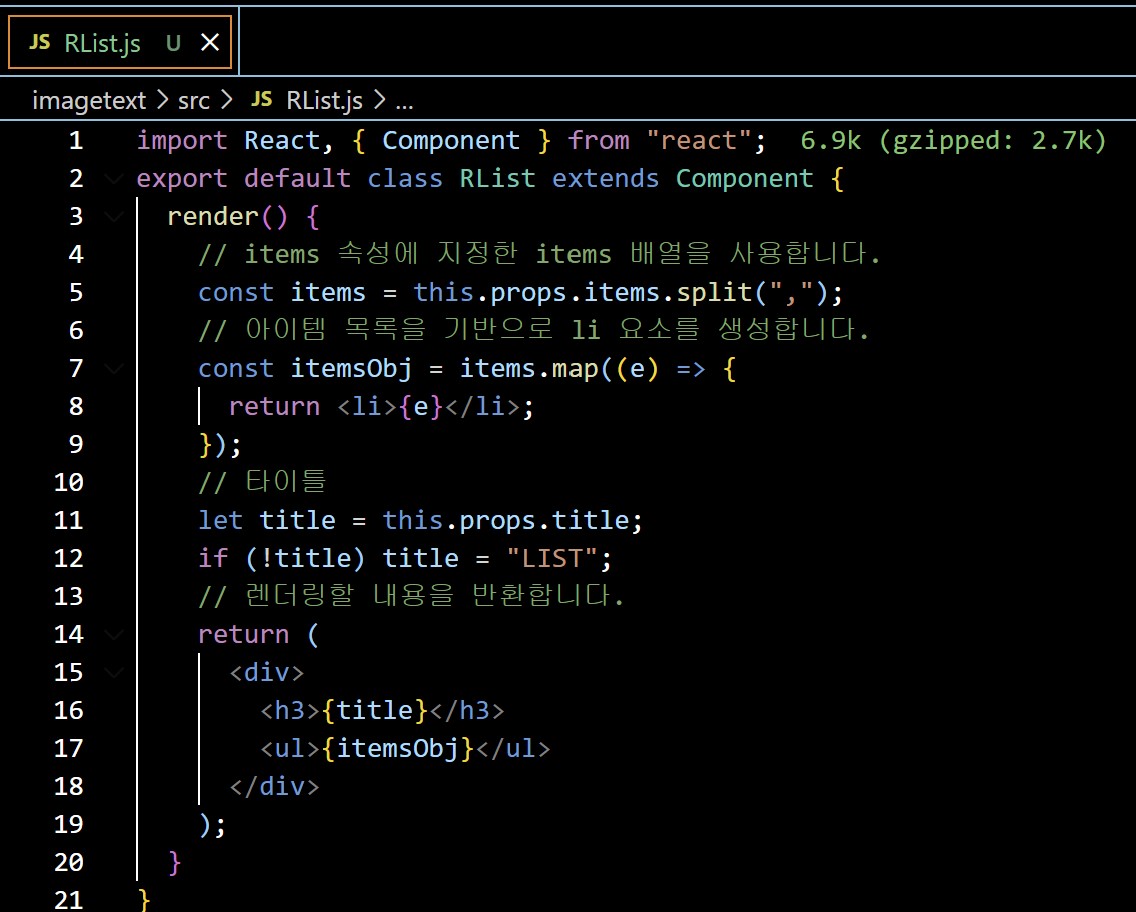 JS RList.js U ×
imagetext > src > JS RList.js > ...
1 import React, { Component } from "react"; 6.9k (gzipped: 2.7k)
2 export default class RList extends Component {
3 render() {
4 // items 속성에 지정한 items 배열을 사용합니다.
5 const items = this.props.items.split(",");
6 // 아이템 목록을 기반으로 li 요소를 생성합니다.
7 const itemsObj = items.map((e) => {
8 return <li>{e}</li>;
9 });
10 // 타이틀
11 let title = this.props.title;
12 if (!title) title = "LIST";
13 // 렌더링할 내용을 반환합니다.
14 return (
15 <div>
16 <h3>{title}</h3>
17 <ul>{itemsObj}</ul>
18 </div>
19 );
20 }
21 }